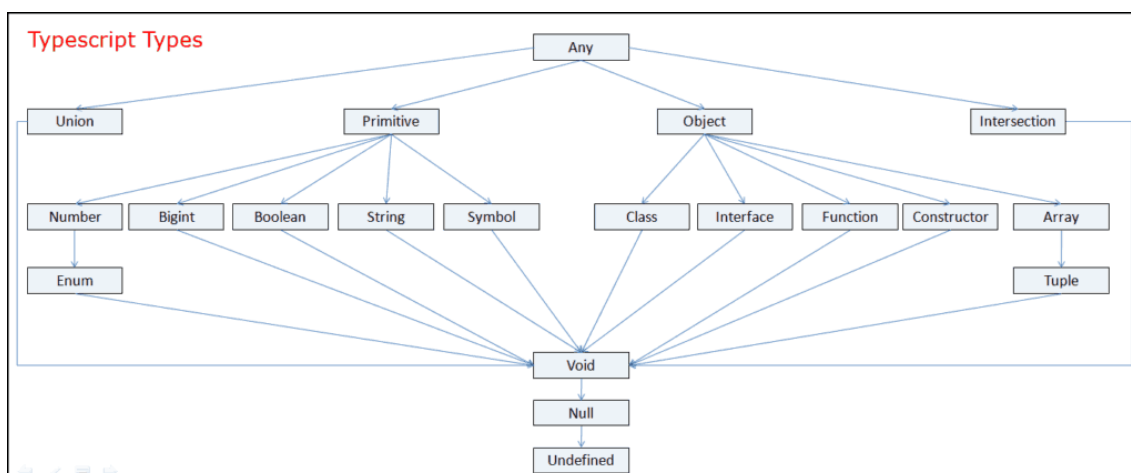 Typescript Types
Any
Union
Primitive
Object
Intersection
Number
Bigint
Boolean
String
Symbol
Class
Interface
Function
Constructor
Array
Enum
Tuple
Void
Null
Undefined